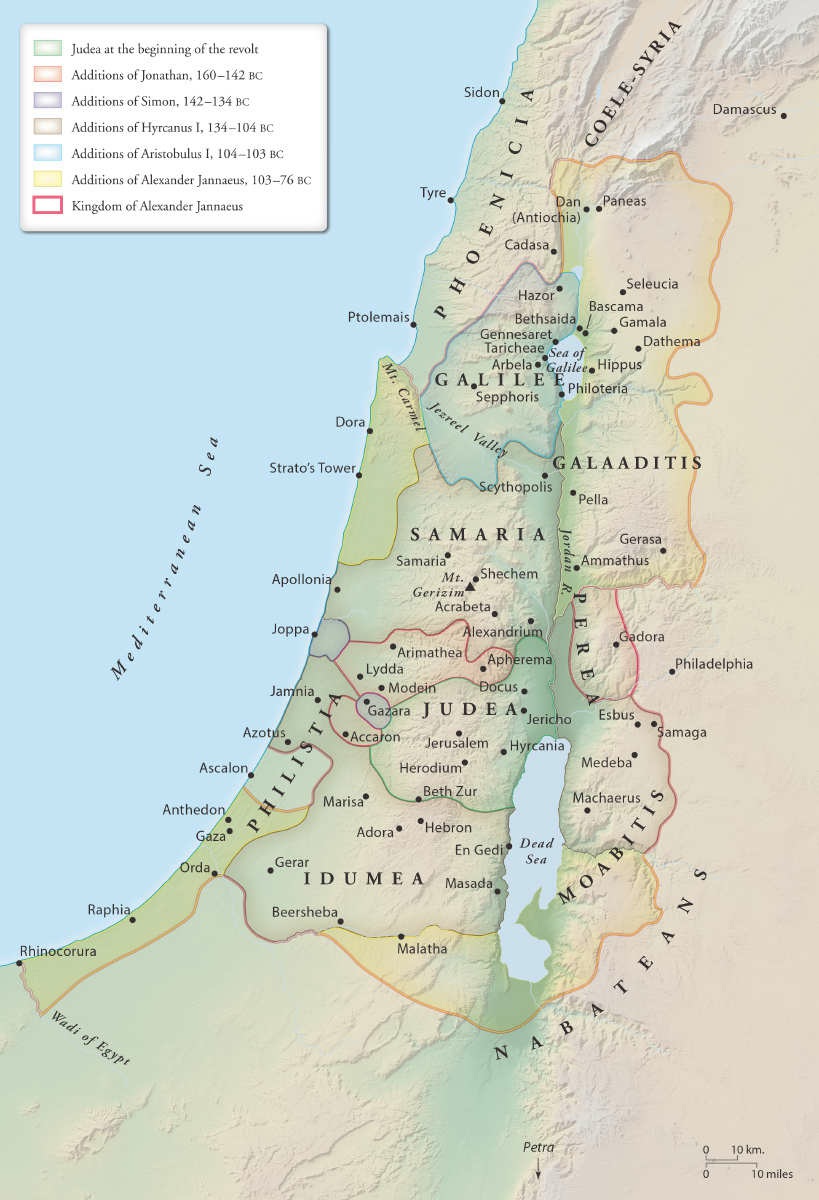 Judea at the beginning of the revolt
Additions of Jonathan, 160–142 BC
Additions of Simon, 142–134 BC
Additions of Hyrcanus I, 134–104 BC
Additions of Aristobulus I, 104–103 BC
Additions of Alexander Jannaeus, 103–76 BC
Kingdom of Alexander Jannaeus
COELE-SYRIA
Sidon
Damascus
PHOENICIA
Tyre
Dan
(Antiochia)
Paneas
Cadasa
Seleucia
Hazor
Bascama
Ptolemais
Bethsaida
Gamala
Gennesaret
Dathema
Taricheae
Sea of
Galilee
Arbela
Hippus
Mt. Carmel
GALILEE
Philoteria
Sepphoris
Jezreel Valley
Dora
Mediterranean Sea
Strato's Tower
GALAADITIS
Scythopolis
Pella
SAMARIA
Jordan R.
Gerasa
Samaria
Ammathus
Apollonia
Mt.
Gerizim
Shechem
Acrabeta
PEREA
Joppa
Alexandrium
Gadora
Arimathea
Apherema
Philadelphia
Lydda
Modein
Docus
Jamnia
Gazara
JUDEA
Jericho
Esbus
Samaga
Azotus
Accaron
Jerusalem
Hyrcania
PHILISTIA
Medeba
Ascalon
Herodium
Marisa
Beth Zur
Machaerus
Anthedon
Gaza
Adora
Hebron
En Gedi
Dead
Sea
MOABITIS
Orda
Gerar
IDUMEA
Masada
Raphia
Beersheba
NABATEANS
Malatha
Rhinocorura
Wadi of Egypt
Petra
0 10 km.
0 10 miles